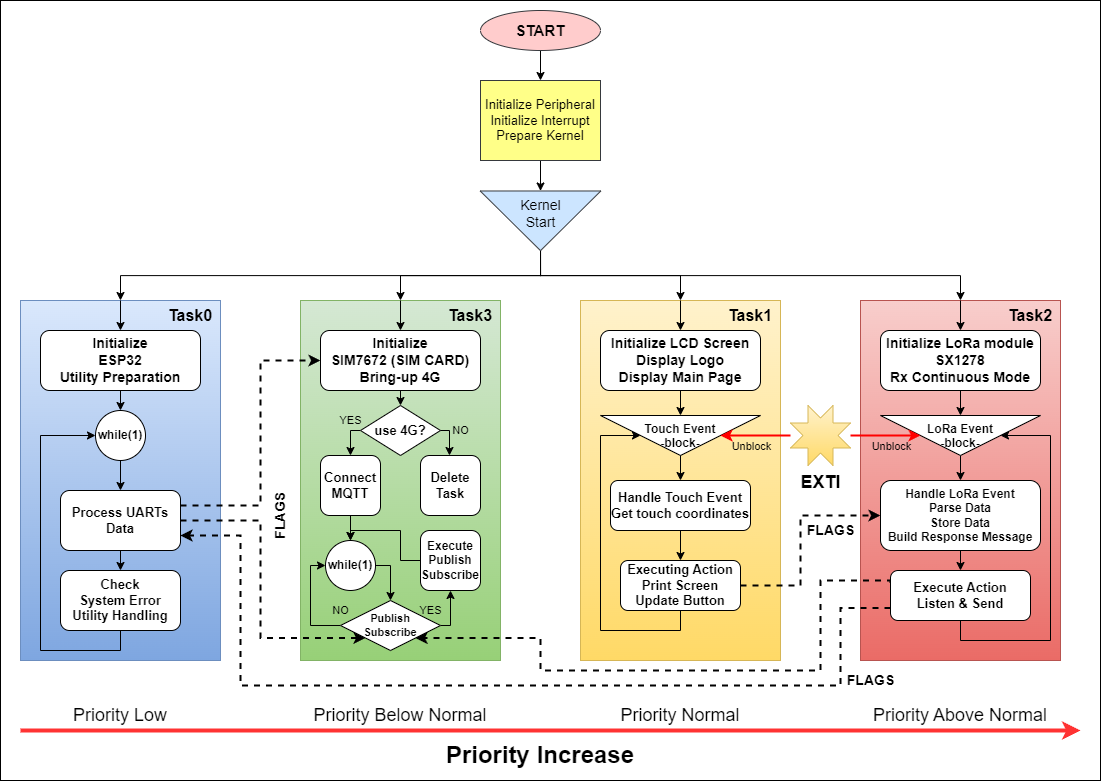 START
Initialize Peripheral
Initialize Interrupt
Prepare Kernel
Kernel
Start
Task0
Initialize
ESP32
Utility Preparation
while(1)
Process UARTs
Data
Check
System Error
Utility Handling
FLAGS
Task3
Initialize
SIM7672 (SIM CARD)
Bring-up 4G
use 4G?
YES
NO
Connect
MQTT
Delete
Task
while(1)
Execute
Publish
Subscribe
NO
YES
Publish
Subscribe
Task1
Initialize LCD Screen
Display Logo
Display Main Page
Touch Event
-block-
Unblock
Handle Touch Event
Get touch coordinates
Executing Action
Print Screen
Update Button
EXTI
FLAGS
Task2
Initialize LoRa module
SX1278
Rx Continuous Mode
LoRa Event
-block-
Unblock
Handle LoRa Event
Parse Data
Store Data
Build Response Message
Execute Action
Listen & Send
FLAGS
Priority Low
Priority Below Normal
Priority Normal
Priority Above Normal
Priority Increase